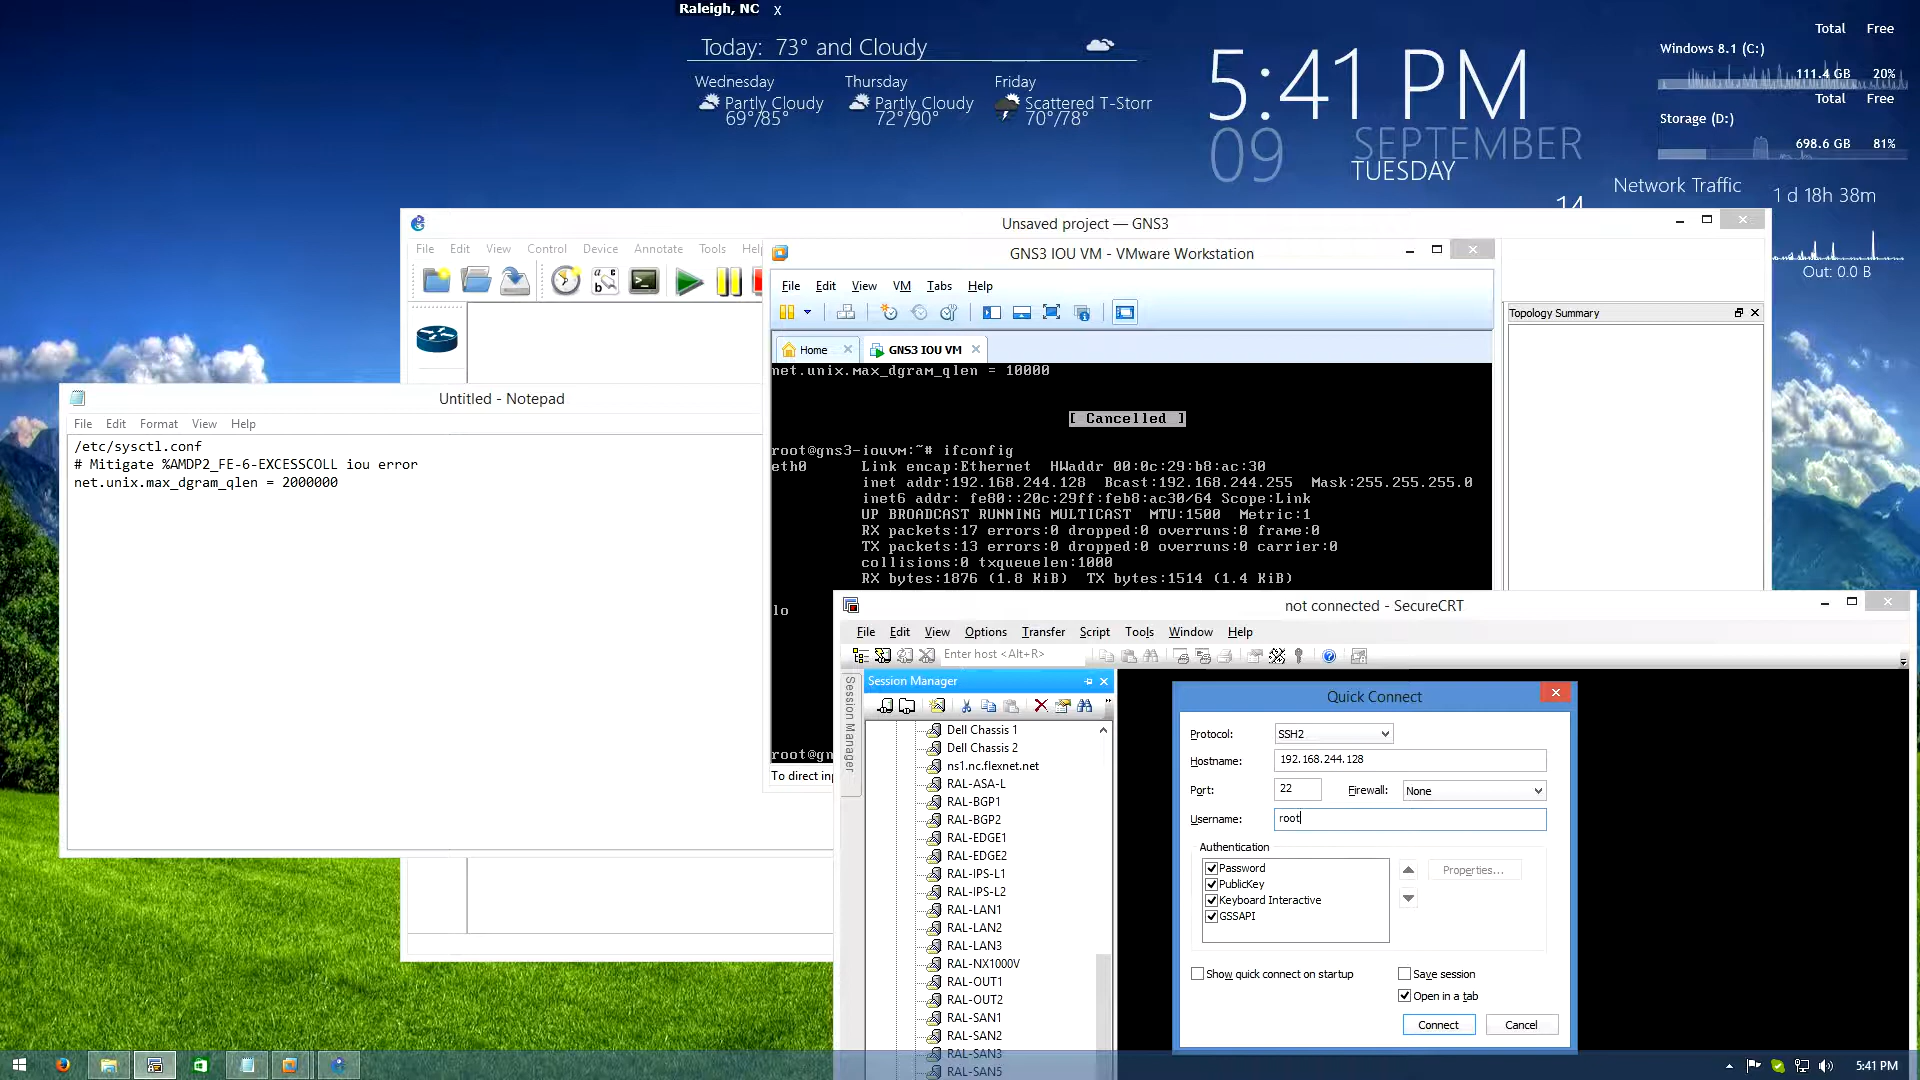 Raleigh, NC x
Today: 73° and Cloudy
Wednesday
Partly Cloudy
69°/85°
Thursday
Partly Cloudy
72°/90°
Friday
Scattered T-Storr
70°/78°
5:41 PM
09
SEPTEMBER
TUESDAY
14
Total Free
Windows 8.1 (C:)
111.4 GB 20%
Total Free
Storage (D:)
698.6 GB 81%
Network Traffic
1 d 18h 38m
Out: 0.0 B
Unsaved project — GNS3
File Edit View Control Device Annotate Tools Hel
GNS3 IOU VM - VMware Workstation
File Edit View VM Tabs Help
Home
GNS3 IOU VM
Topology Summary
net.unix.max_dgram_qlen = 10000
[ Cancelled ]
root@gns3-iouvm:~# ifconfig
eth0 Link encap:Ethernet HWaddr 00:0c:29:b8:ac:30
inet addr:192.168.244.128 Bcast:192.168.244.255 Mask:255.255.255.0
inet6 addr: fe80::20c:29ff:feb8:ac30/64 Scope:Link
UP BROADCAST RUNNING MULTICAST MTU:1500 Metric:1
RX packets:17 errors:0 dropped:0 overruns:0 frame:0
TX packets:13 errors:0 dropped:0 overruns:0 carrier:0
collisions:0 txqueuelen:1000
RX bytes:1876 (1.8 KiB) TX bytes:1514 (1.4 KiB)
lo
root@gn
To direct inp
Untitled - Notepad
File Edit Format View Help
/etc/sysctl.conf
# Mitigate %AMDP2_FE-6-EXCESSCOLL iou error
net.unix.max_dgram_qlen = 2000000
not connected - SecureCRT
File Edit View Options Transfer Script Tools Window Help
Enter host <Alt+R>
Session Manager
Session Manager
Dell Chassis 1
Dell Chassis 2
ns1.nc.flexnet.net
RAL-ASA-L
RAL-BGP1
RAL-BGP2
RAL-EDGE1
RAL-EDGE2
RAL-IPS-L1
RAL-IPS-L2
RAL-LAN1
RAL-LAN2
RAL-LAN3
RAL-NX1000V
RAL-OUT1
RAL-OUT2
RAL-SAN1
RAL-SAN2
RAL-SAN3
RAL-SAN5
Quick Connect
Protocol: SSH2
Hostname: 192.168.244.128
Port: 22 Firewall: None
Username: root
Authentication
Password
PublicKey
Keyboard Interactive
GSSAPI
Properties...
Show quick connect on startup
Save session
Open in a tab
Connect Cancel
5:41 PM